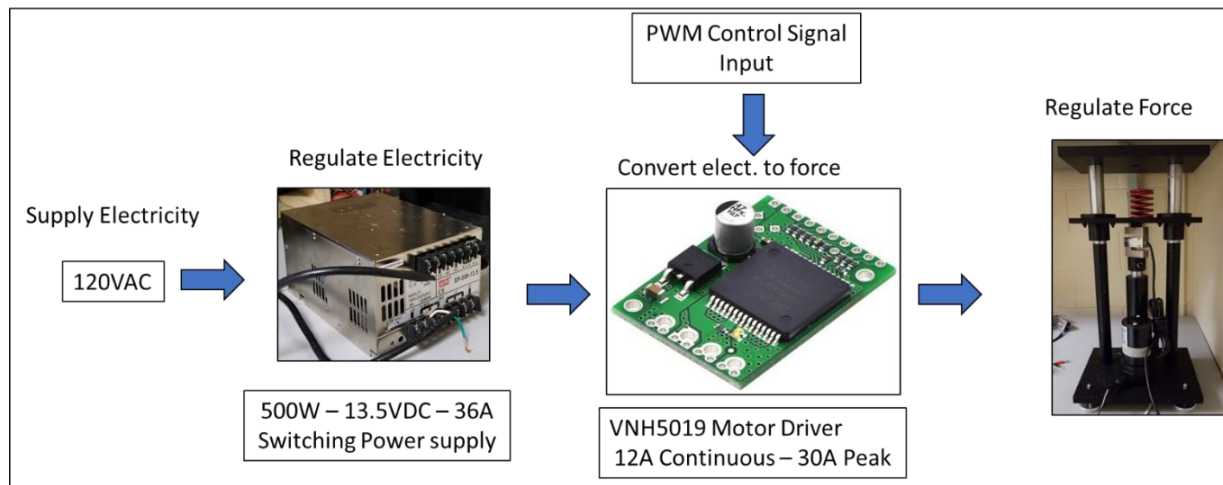 PWM Control Signal
Input
Regulate Force
Regulate Electricity
Convert elect. to force
Supply Electricity
120VAC
500W – 13.5VDC – 36A
Switching Power supply
VNH5019 Motor Driver
12A Continuous – 30A Peak